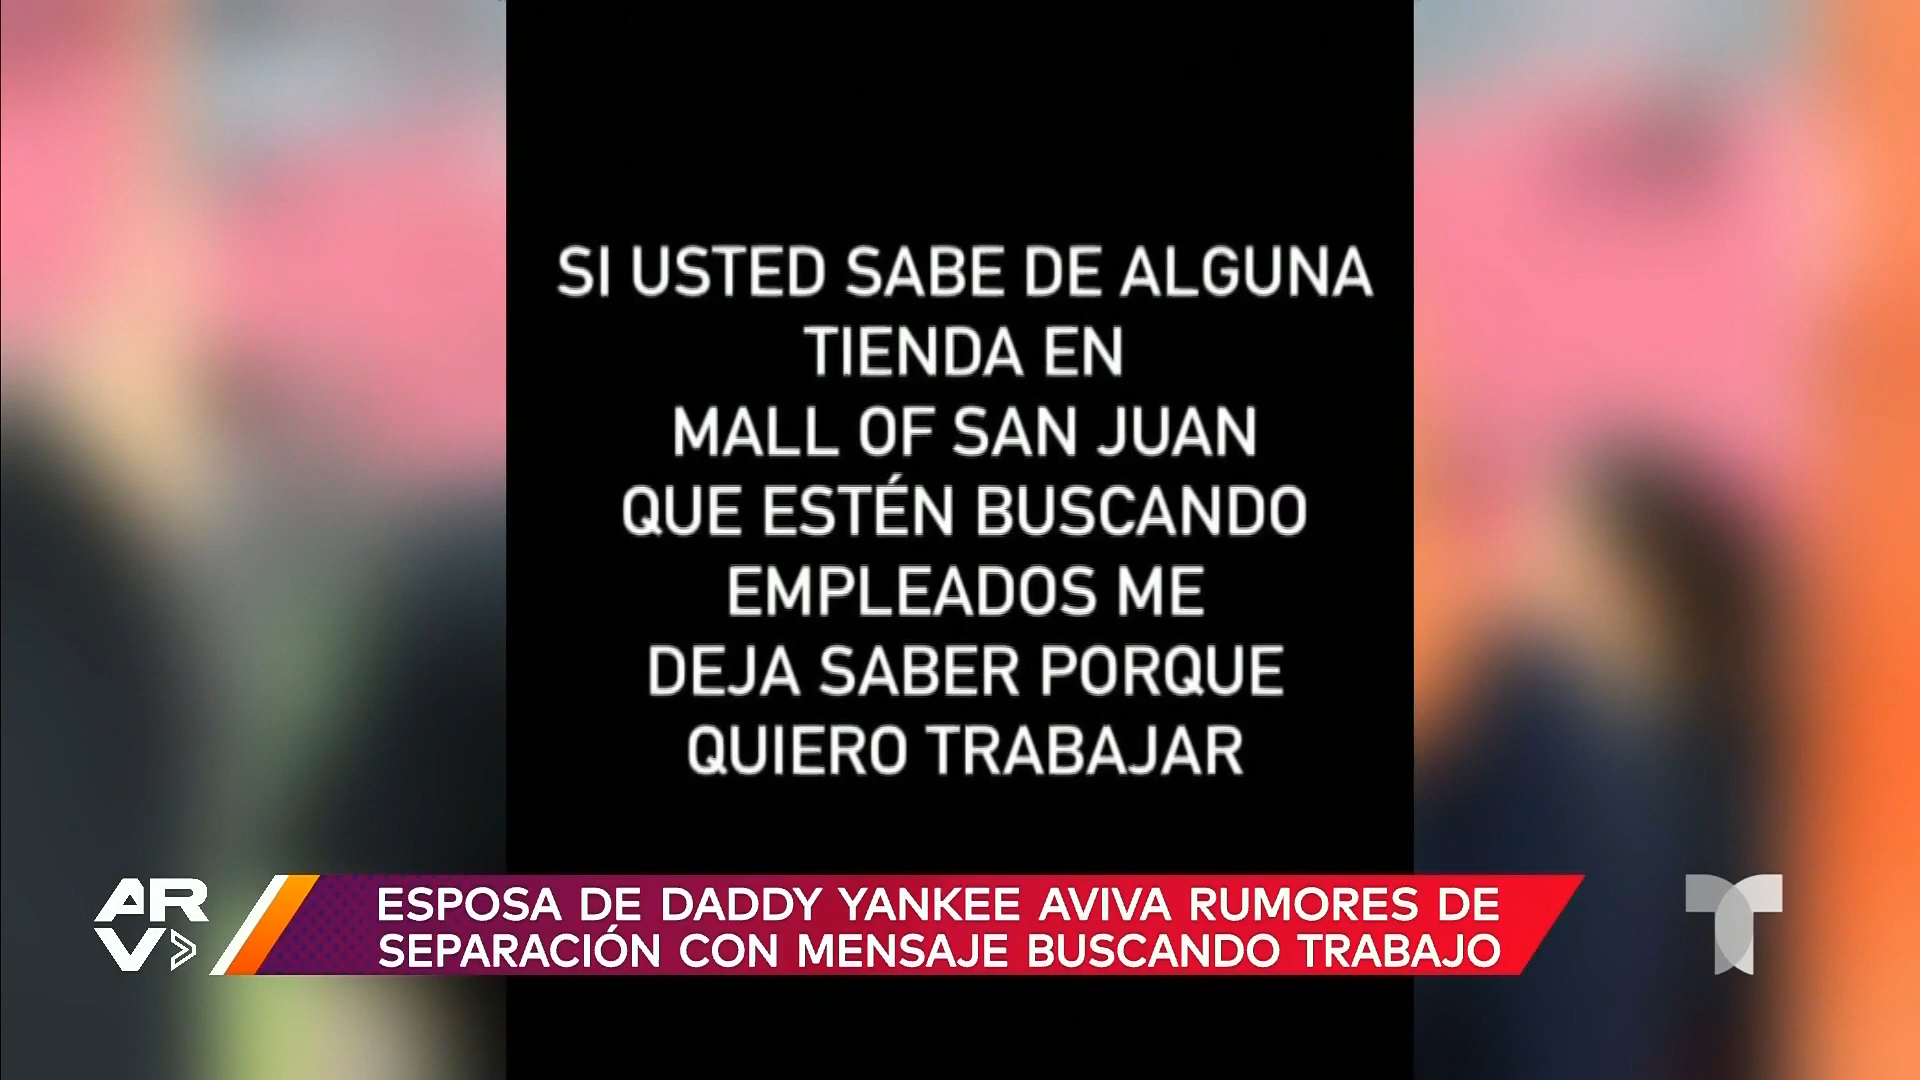 SI USTED SABE DE ALGUNA
TIENDA EN
MALL OF SAN JUAN
QUE ESTÉN BUSCANDO
EMPLEADOS ME
DEJA SABER PORQUE
QUIERO TRABAJAR
ARV
ESPOSA DE DADDY YANKEE AVIVA RUMORES DE
SEPARACIÓN CON MENSAJE BUSCANDO TRABAJO